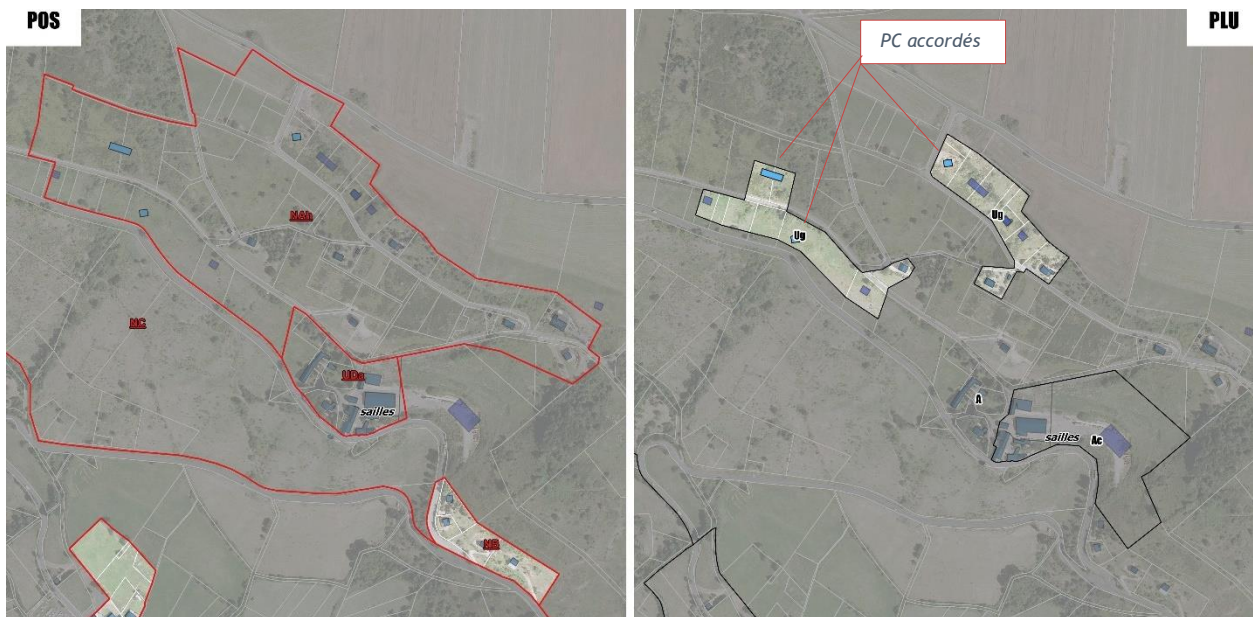 POS
NAh
NC
UDa
sailles
NB
PLU
PC accordés
Ug
Ug
A
sailles
Ac